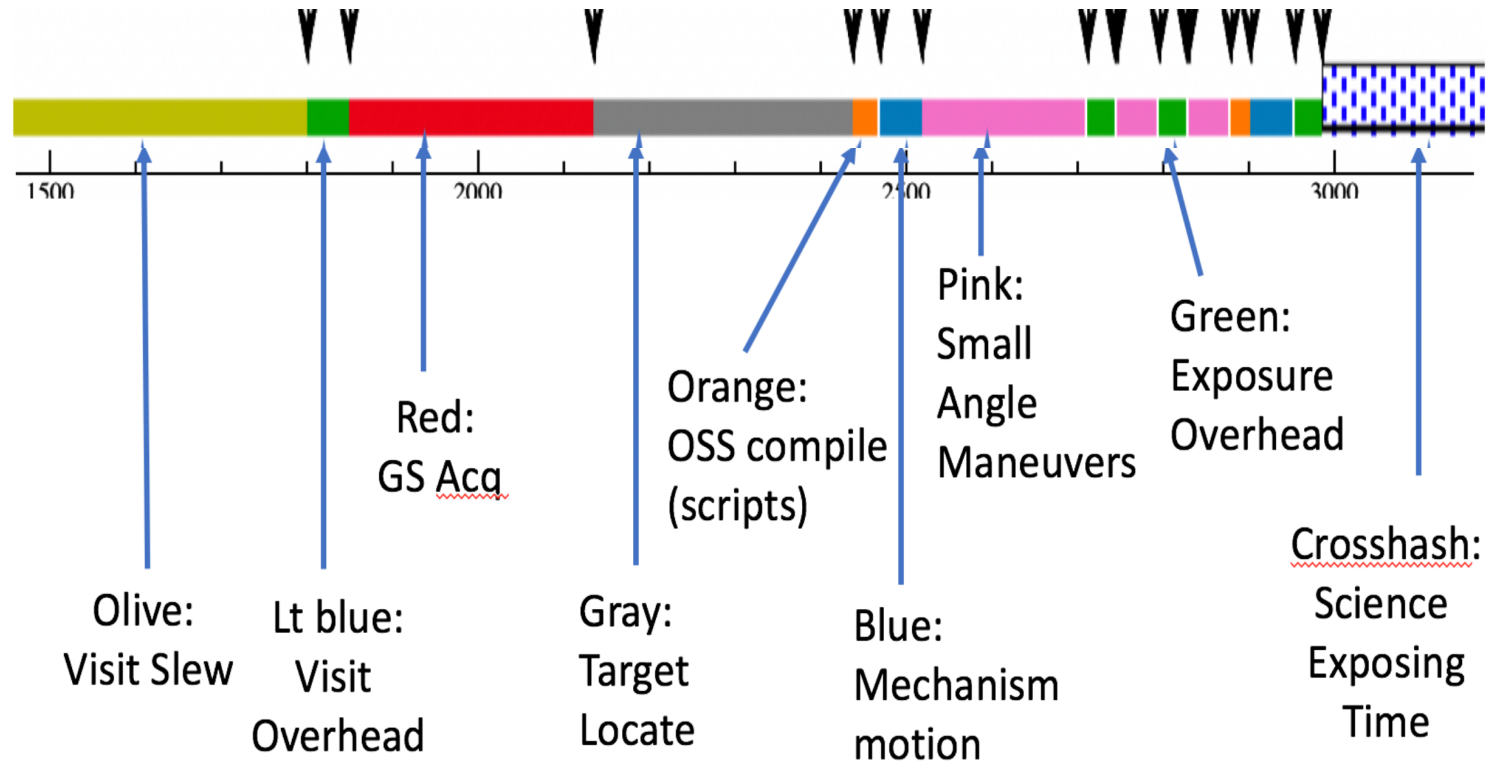 1500 2000 2500 3000
Pink:
Small
Angle
Maneuvers
Green:
Exposure
Overhead
Orange:
OSS compile
(scripts)
Red:
GS Acq
Crosshash:
Science
Exposing
Time
Olive:
Visit Slew
Lt blue:
Visit
Overhead
Gray:
Target
Locate
Blue:
Mechanism
motion